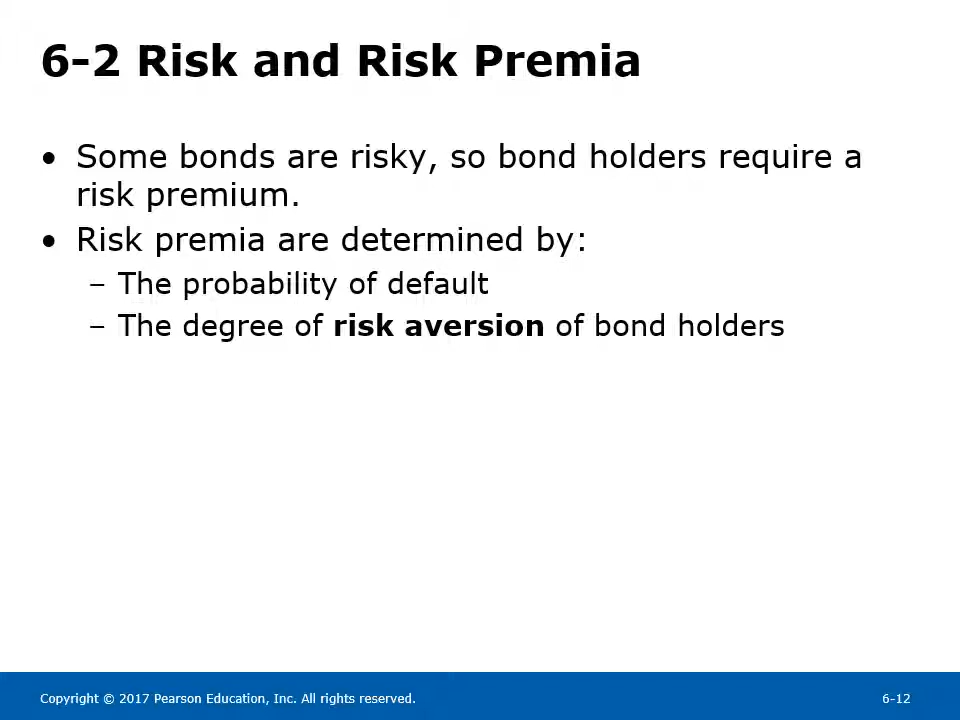 6-2 Risk and Risk Premia
• Some bonds are risky, so bond holders require a
risk premium.
• Risk premia are determined by:
– The probability of default
– The degree of risk aversion of bond holders
Copyright © 2017 Pearson Education, Inc. All rights reserved.
6-12